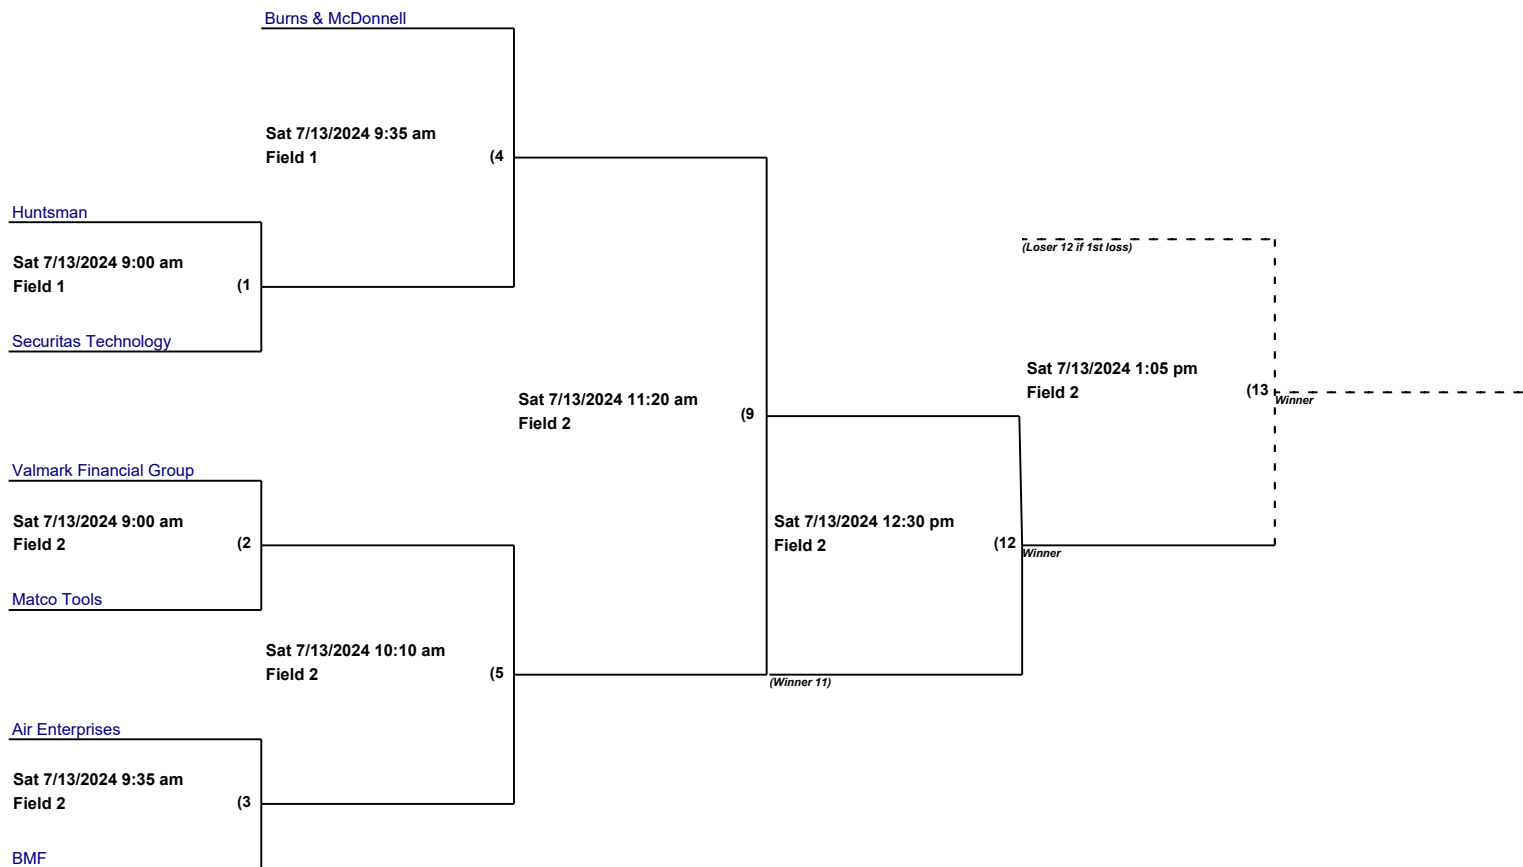 Burns & McDonnell
Sat 7/13/2024 9:35 am
Field 1
(4
Huntsman
Sat 7/13/2024 9:00 am
Field 1
(1
Securitas Technology
(Loser 12 if 1st loss)
Sat 7/13/2024 1:05 pm
Field 2
(13
Winner
Sat 7/13/2024 11:20 am
Field 2
(9
Valmark Financial Group
Sat 7/13/2024 9:00 am
Field 2
(2
Matco Tools
Sat 7/13/2024 12:30 pm
Field 2
(12
Winner
Sat 7/13/2024 10:10 am
Field 2
(5
(Winner 11)
Air Enterprises
Sat 7/13/2024 9:35 am
Field 2
(3
BMF